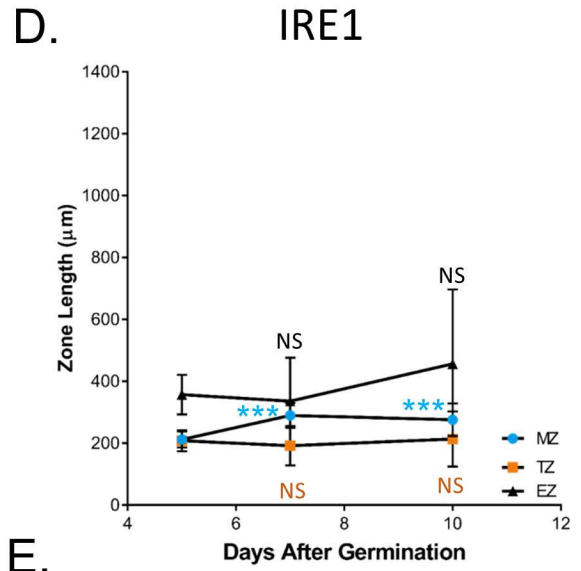 D.
IRE1
1400
1200
1000
800
600
400
200
0
Zone Length (μm)
NS
NS
***
***
NS
NS
MZ
TZ
EZ
4
6
8
10
12
Days After Germination
E.